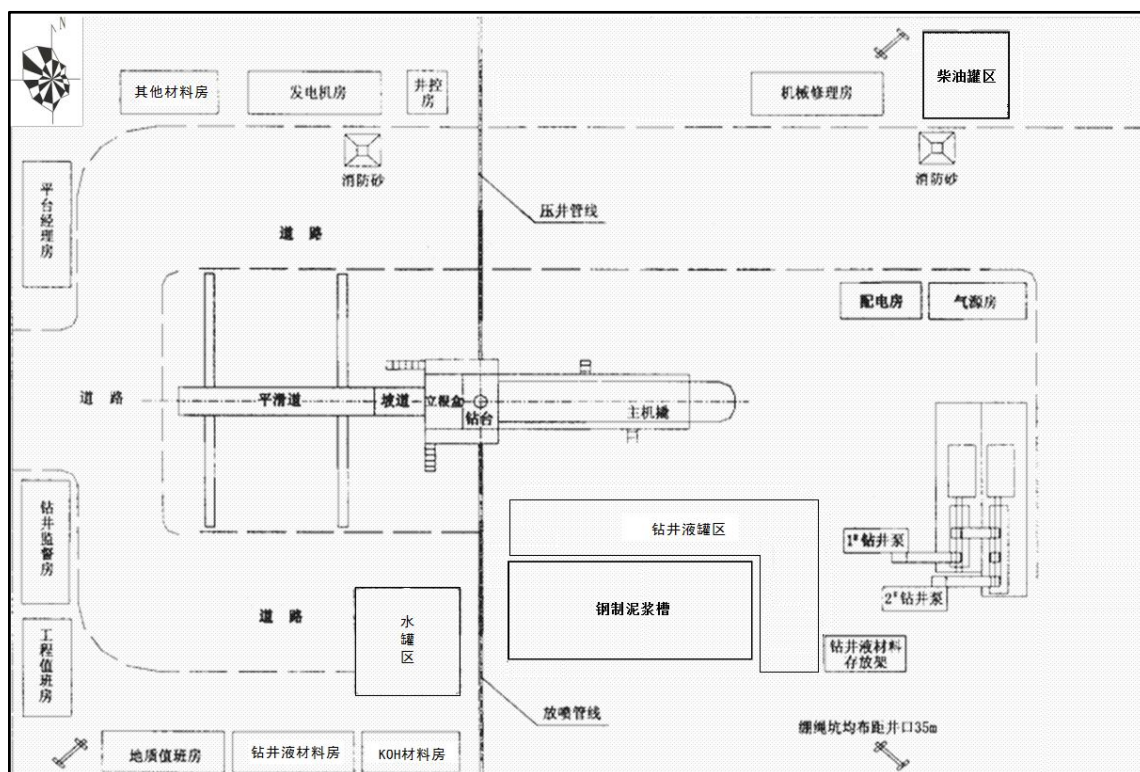 N
其他材料房
发电机房
井控房
机械修理房
柴油罐区
消防砂
消防砂
平台经理房
压井管线
道 路
配电房
气源房
道 路
平滑道
坡道
立根盒
钻台
主机撬
钻井监督房
钻井液罐区
1#钻井泵
2#钻井泵
钢制泥浆槽
道 路
水罐区
工程值班房
钻井液材料
存放架
放喷管线
绷绳坑均布距井口35m
地质值班房
钻井液材料房
KOH材料房